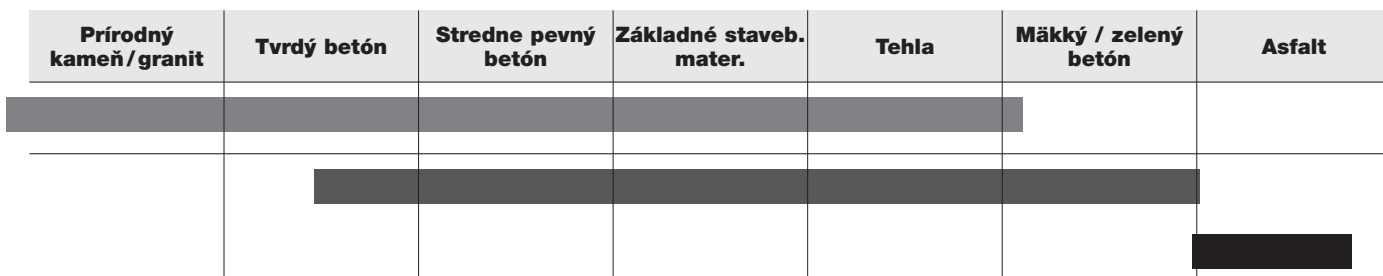 Prírodný
kameň/granit
Tvrdý betón
Stredne pevný
betón
Základné staveb.
mater.
Tehla
Mäkký / zelený
betón
Asfalt